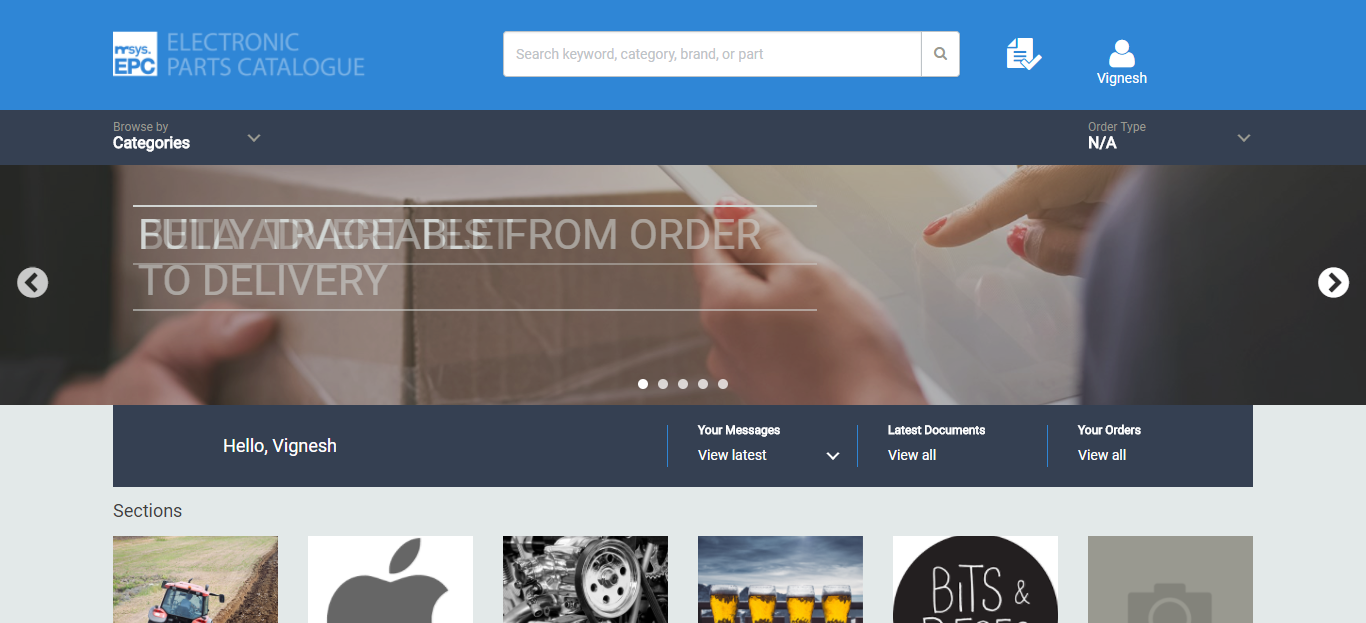 msys.
EPC
ELECTRONIC
PARTS CATALOGUE
Search keyword, category, brand, or part
Vignesh
Browse by
Categories
Order Type
N/A
FULLY TRACEABLE FROM ORDER
TO DELIVERY
Hello, Vignesh
Your Messages
View latest
Latest Documents
View all
Your Orders
View all
Sections
BiTS &